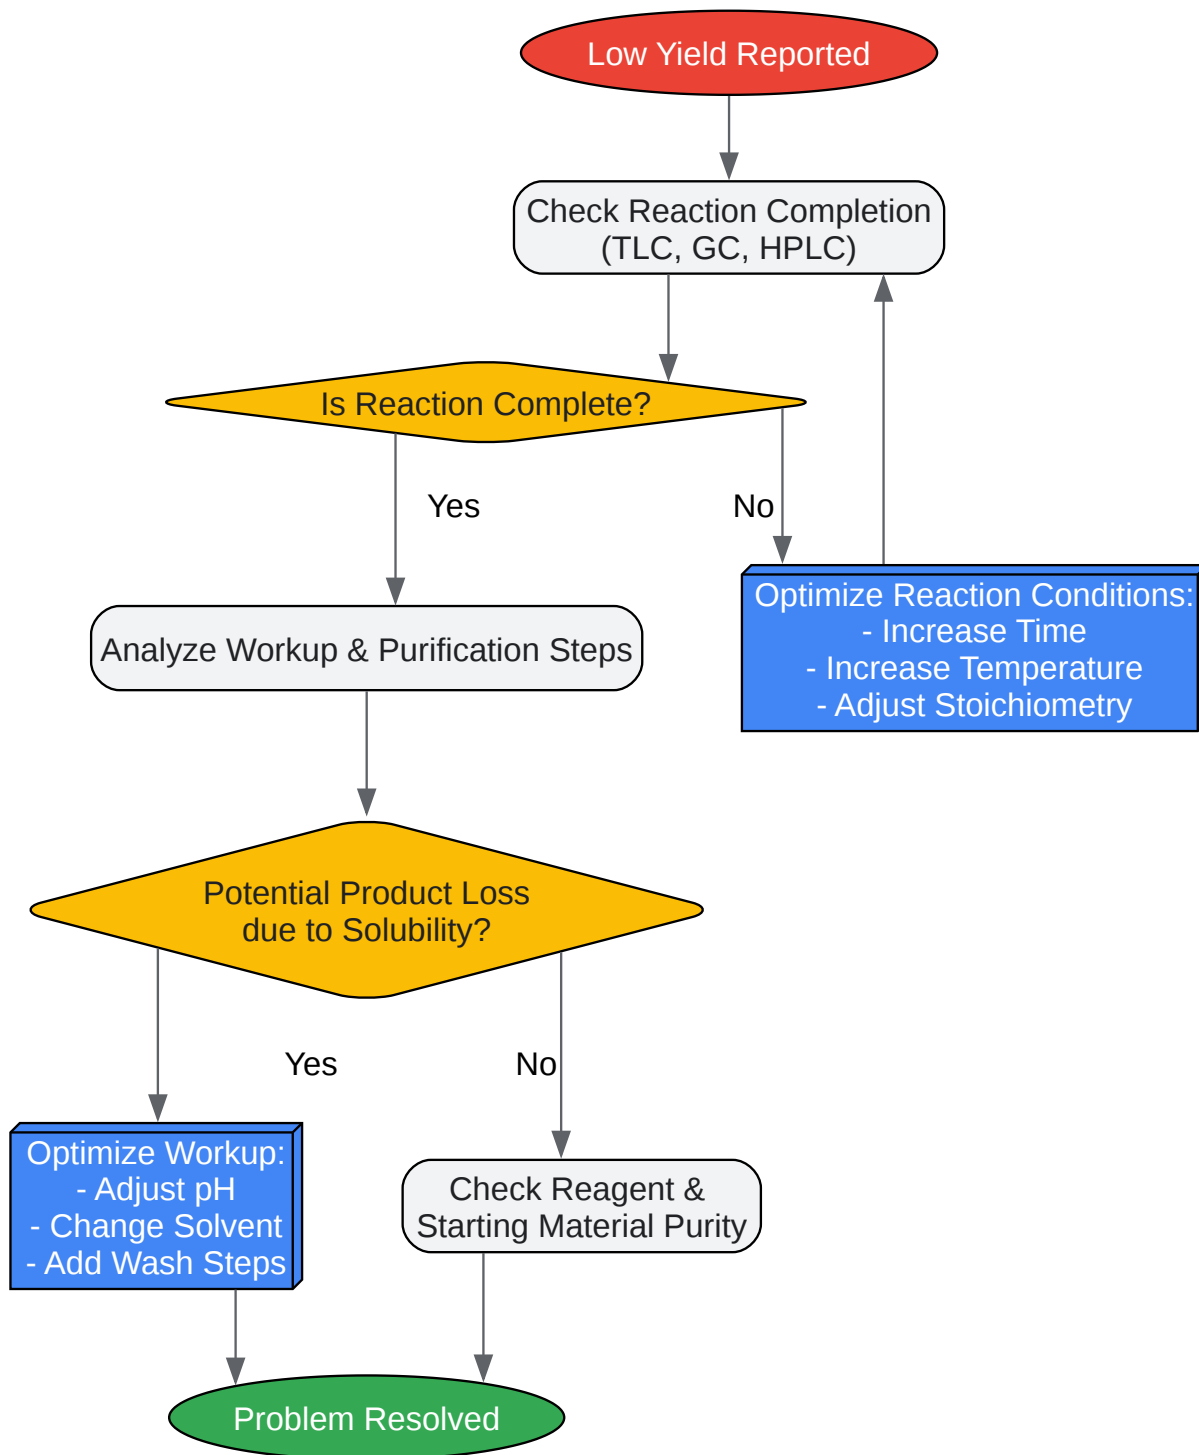 Low Yield Reported
Check Reaction Completion
(TLC, GC, HPLC)
Is Reaction Complete?
Yes
No
Optimize Reaction Conditions:
- Increase Time
- Increase Temperature
- Adjust Stoichiometry
Analyze Workup & Purification Steps
Potential Product Loss
due to Solubility?
Yes
No
Optimize Workup:
- Adjust pH
- Change Solvent
- Add Wash Steps
Check Reagent &
Starting Material Purity
Problem Resolved